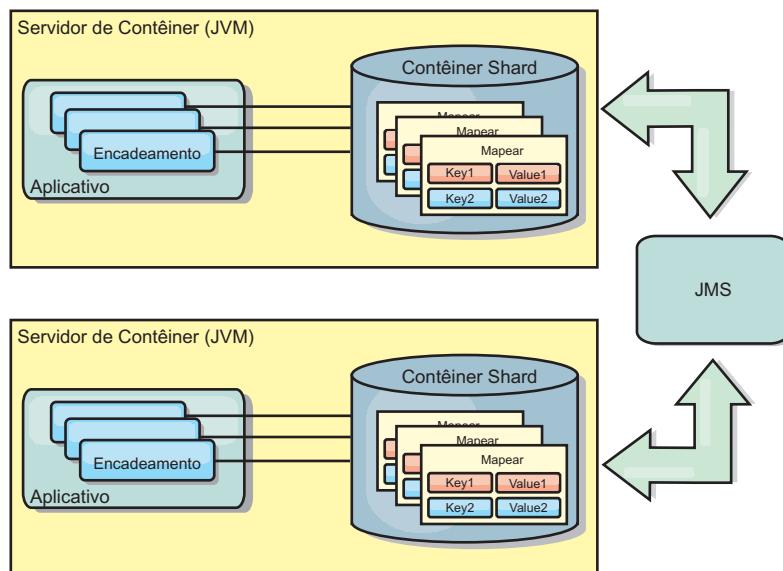 Servidor de Contêiner (JVM)
Contêiner Shard
Mapear
Mapear
Mapear
Encadeamento
Key1 Value1
Aplicativo
Key2 Value2
JMS
Servidor de Contêiner (JVM)
Contêiner Shard
Mapear
Mapear
Mapear
Encadeamento
Key1 Value1
Aplicativo
Key2 Value2